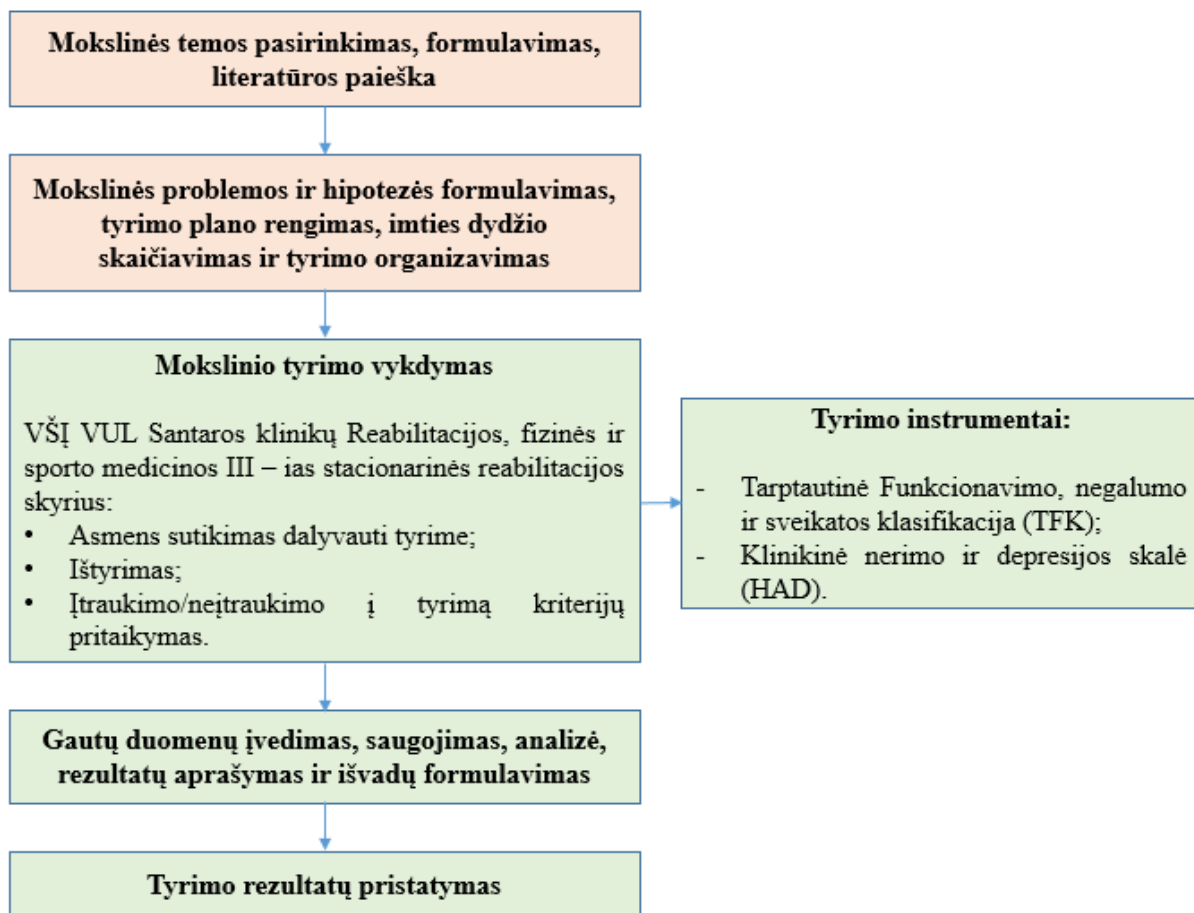 Mokslinės temos pasirinkimas, formulavimas,
literatūros paieška
Mokslinės problemos ir hipotezės formulavimas,
tyrimo plano rengimas, imties dydžio
skaičiavimas ir tyrimo organizavimas
Mokslinio tyrimo vykdymas
VŠĮ VUL Santaros klinikų Reabilitacijos, fizinės ir
sporto medicinos III – ias stacionarinės reabilitacijos
skyrius:
• Asmens sutikimas dalyvauti tyrime;
• Ištyrimas;
• Įtraukimo/neįtraukimo į tyrimą kriterijų
pritaikymas.
Tyrimo instrumentai:
- Tarptautinė Funkcionavimo, negalumo
ir sveikatos klasifikacija (TFK);
- Klinikinė nerimo ir depresijos skalė
(HAD).
Gautų duomenų įvedimas, saugojimas, analizė,
rezultatų aprašymas ir išvadų formulavimas
Tyrimo rezultatų pristatymas